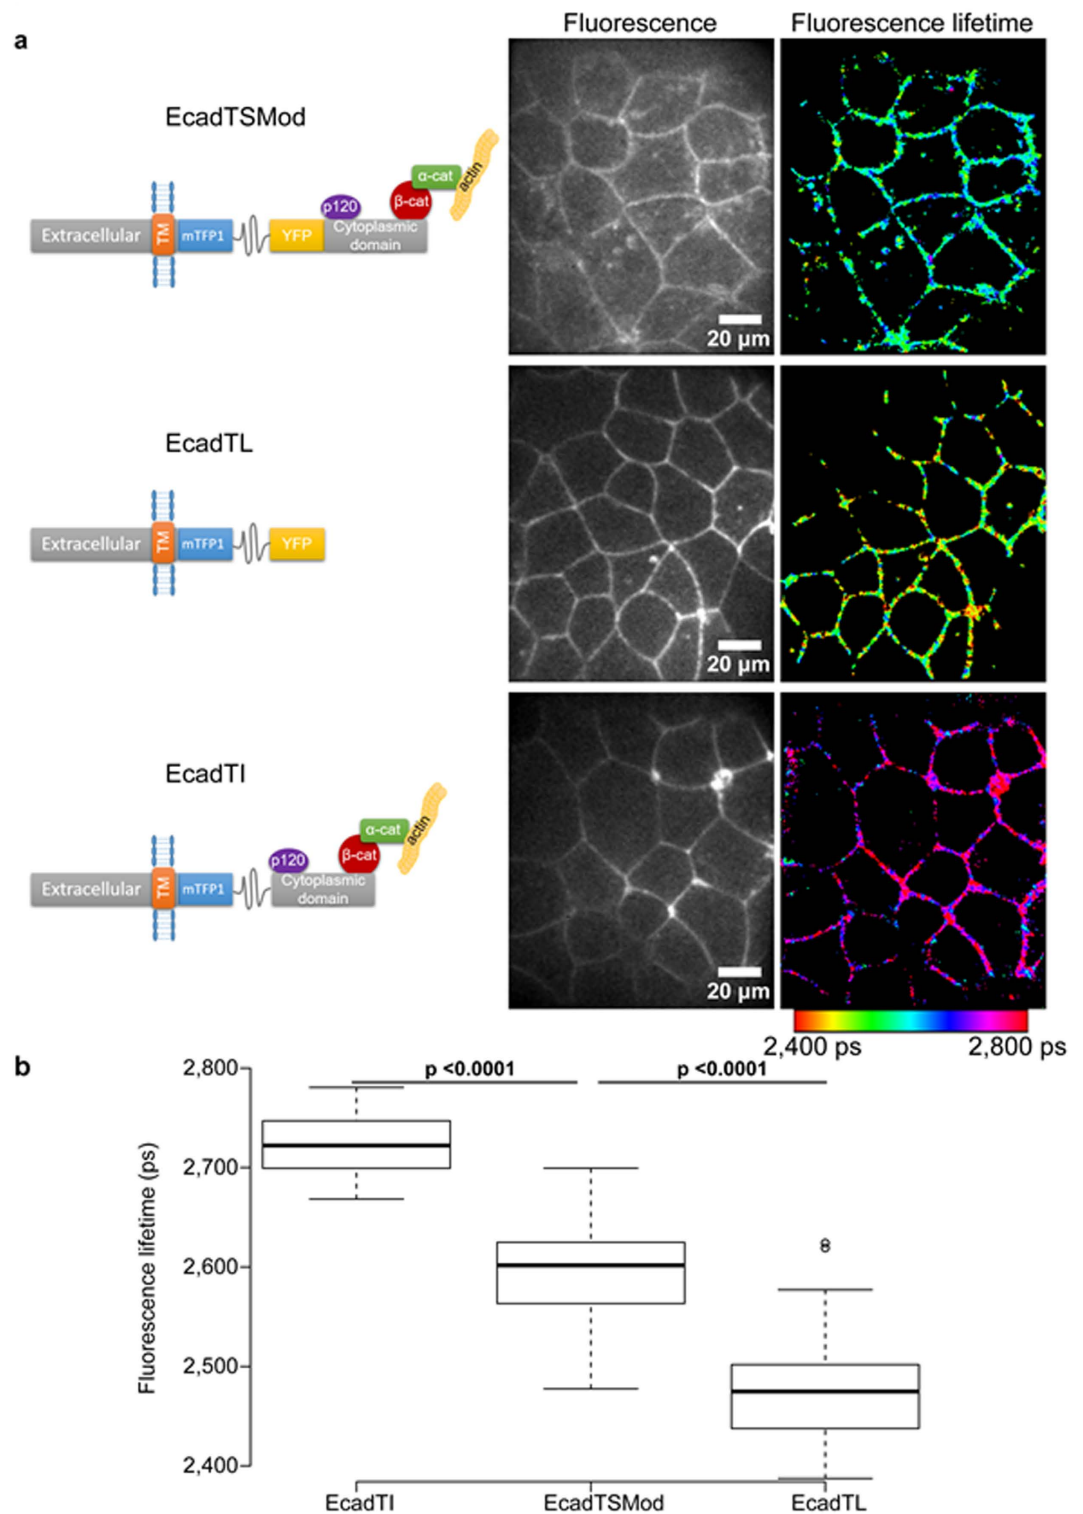 Fluorescence
Fluorescence lifetime
a
EcadTSMod
Extracellular
TM
mTFP1
YFP
p120
Cytoplasmic
domain
β-cat
α-cat
actin
20 µm
EcadTL
Extracellular
TM
mTFP1
YFP
20 µm
EcadTI
Extracellular
TM
mTFP1
p120
Cytoplasmic
domain
β-cat
α-cat
actin
20 µm
2,400 ps
2,800 ps
b
p <0.0001
p <0.0001
Fluorescence lifetime (ps)
2,800
2,700
2,600
2,500
2,400
EcadTI
EcadTSMod
EcadTL